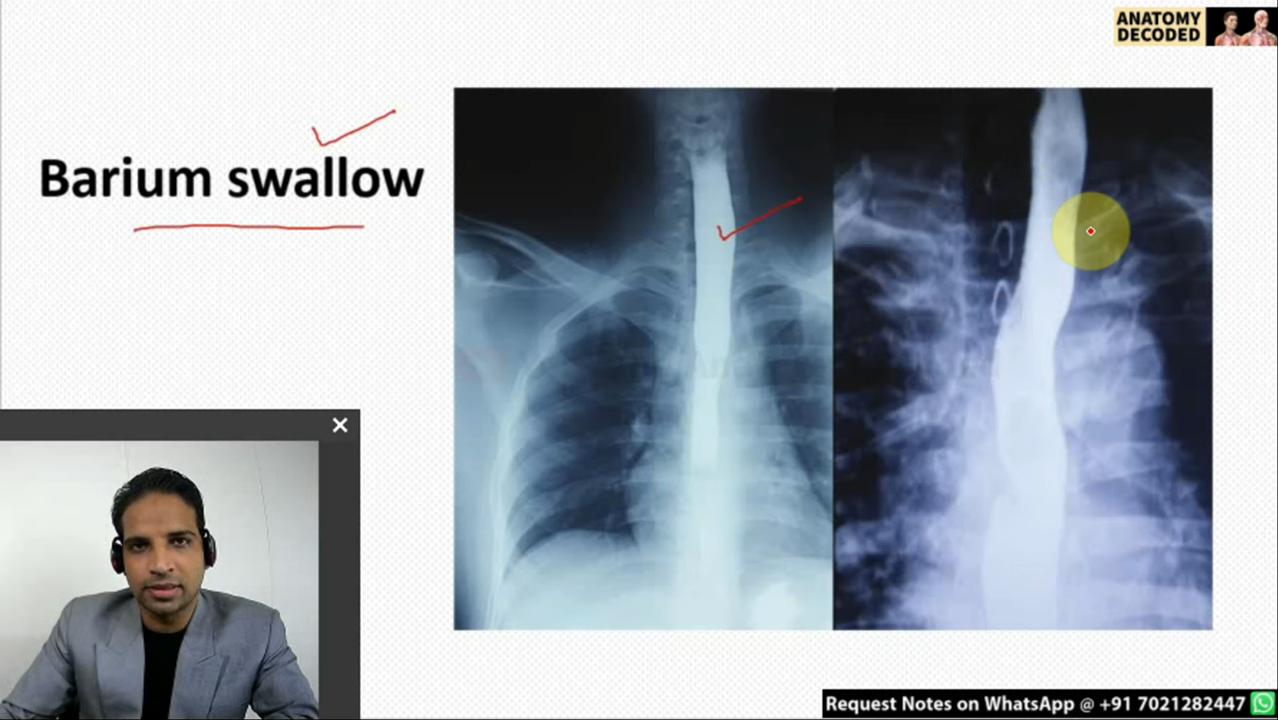 ANATOMY
DECODED
Barium swallow
Request Notes on WhatsApp @ +91 7021282447